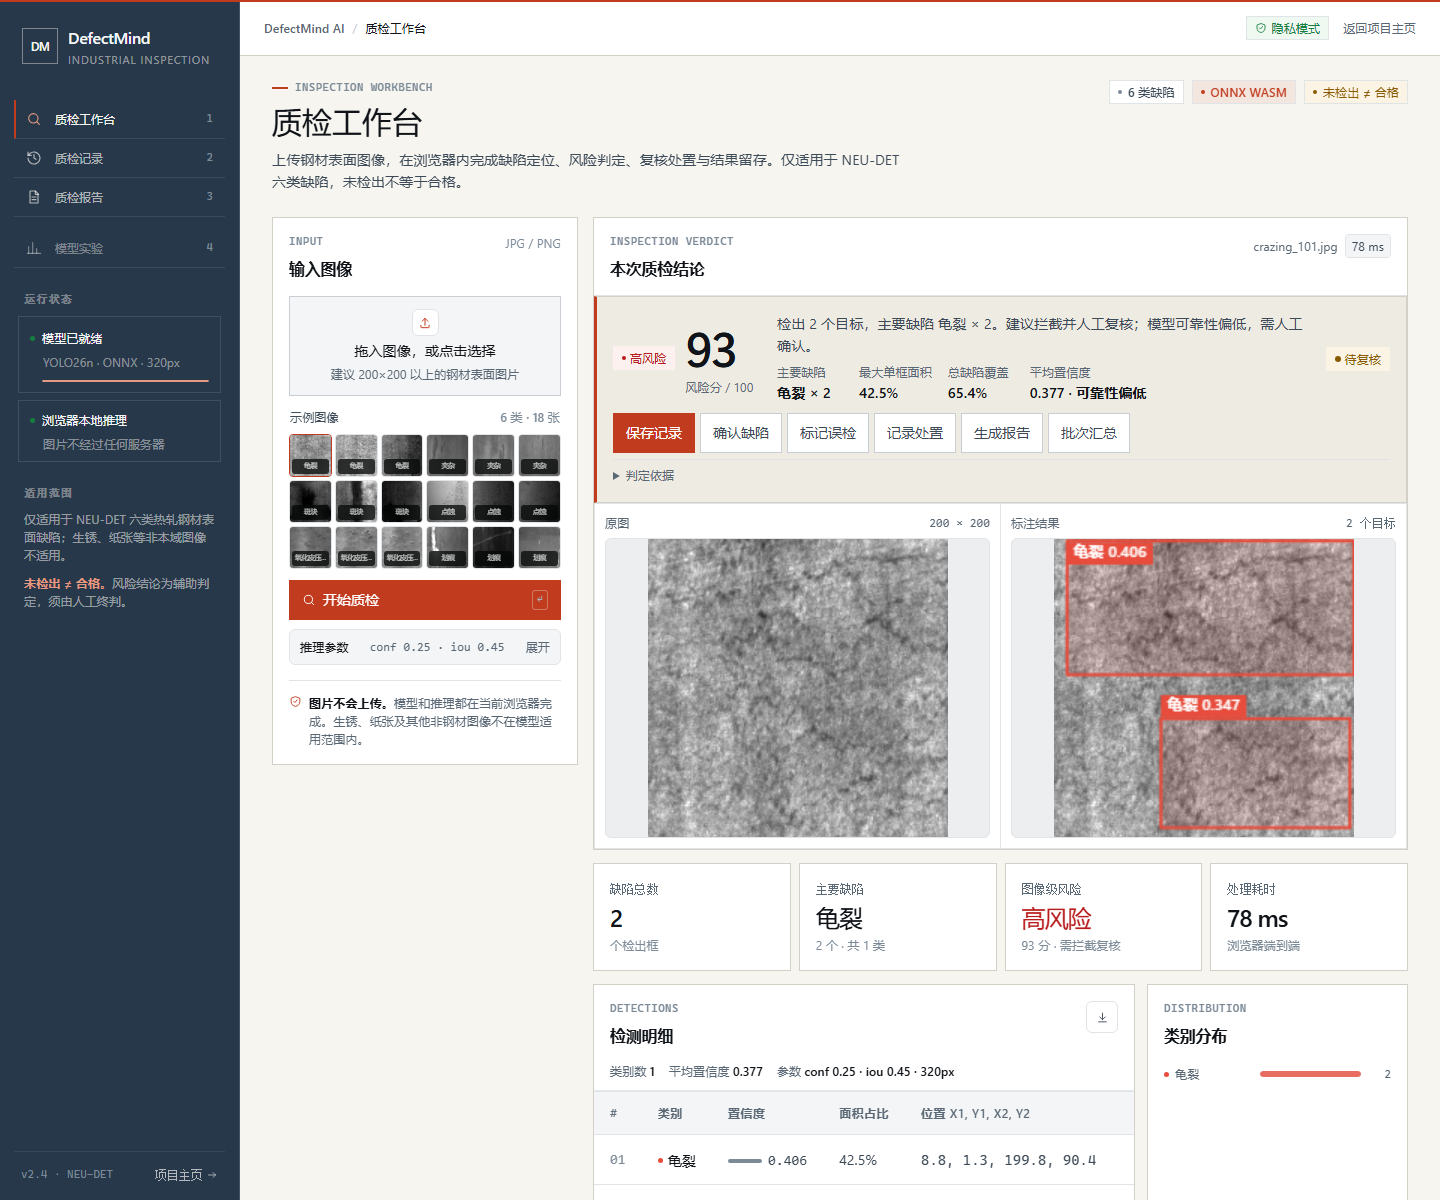 DM
DefectMind
INDUSTRIAL INSPECTION
质检工作台 1
质检记录 2
质检报告 3
模型实验 4
运行状态
模型已就绪
YOLO26n · ONNX · 320px
浏览器本地推理
图片不经过任何服务器
适用范围
仅适用于 NEU-DET 六类热轧钢材表
面缺陷；生锈、纸张等非本域图像
不适用。
未检出 ≠ 合格。风险结论为辅助判
定，须由人工终判。
v2.4 · NEU-DET 项目主页 →
DefectMind AI / 质检工作台
隐私模式 返回项目主页
INSPECTION WORKBENCH
质检工作台
上传钢材表面图像，在浏览器内完成缺陷定位、风险判定、复核处置与结果留存。仅适用于 NEU-DET
六类缺陷，未检出不等于合格。
6 类缺陷 ONNX WASM 未检出 ≠ 合格
INPUT JPG / PNG
输入图像
拖入图像，或点击选择
建议 200×200 以上的钢材表面图片
示例图像 6 类 · 18 张
龟裂 龟裂 龟裂 夹杂 夹杂 夹杂
斑块 斑块 斑块 点蚀 点蚀 点蚀
氧化皮压... 氧化皮压... 氧化皮压... 划痕 划痕 划痕
开始质检 ↵
推理参数 conf 0.25 · iou 0.45 展开
图片不会上传。模型和推理都在当前浏览器完
成。生锈、纸张及其他非钢材图像不在模型适
用范围内。
INSPECTION VERDICT
本次质检结论
crazing_101.jpg 78 ms
高风险
93
风险分 / 100
检出 2 个目标，主要缺陷 龟裂 × 2。建议拦截并人工复核；模型可靠性偏低，需人工
确认。
主要缺陷 最大单框面积 总缺陷覆盖 平均置信度
龟裂 × 2 42.5% 65.4% 0.377 · 可靠性偏低
待复核
保存记录 确认缺陷 标记误检 记录处置 生成报告 批次汇总
▶ 判定依据
原图 200 × 200
标注结果 2 个目标
龟裂 0.406
龟裂 0.347
缺陷总数
2
个检出框
主要缺陷
龟裂
2 个 · 共 1 类
图像级风险
高风险
93 分 · 需拦截复核
处理耗时
78 ms
浏览器端到端
DETECTIONS
检测明细
类别数 1 平均置信度 0.377 参数 conf 0.25 · iou 0.45 · 320px
# 类别 置信度 面积占比 位置 X1, Y1, X2, Y2
01 龟裂 0.406 42.5% 8.8, 1.3, 199.8, 90.4
DISTRIBUTION
类别分布
龟裂 2